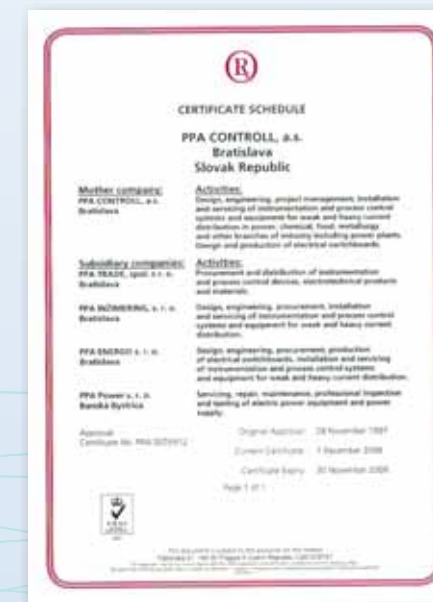 R
CERTIFICATE SCHEDULE
PPA CONTROLL, a.s.
Bratislava
Slovak Republic
Mother company:
PPA CONTROLL, a.s.
Bratislava
Activities:
Design, engineering, project management, installation
and servicing of instrumentation and process control
systems and equipment for weak and heavy current
distribution in power, chemical, food, metallurgy
and other branches of industry including power plants.
Design and production of electrical switchboards.
Subsidiary companies:
PPA TRADE, spol. s r. o.
Bratislava
Activities:
Procurement and distribution of instrumentation
and process control devices, electrotechnical products
and materials.
PPA INŽINIERING, s. r. o.
Bratislava
Design, engineering, procurement, installation
and servicing of instrumentation and process control
systems and equipment for weak and heavy current
distribution.
PPA ENERGO s. r. o.
Bratislava
Design, engineering, procurement, production
of electrical switchboards, installation and servicing
of instrumentation and process control systems
and equipment for weak and heavy current distribution.
PPA Power s. r. o.
Banská Bystrica
Servicing, repair, maintenance, professional inspection
and testing of electric power equipment and power
supply.
Approval
Certificate No:
Original Approval: 28 November 1997
Current Certificate: 1 December
Certificate Expiry: 30 November
Page 1 of 1